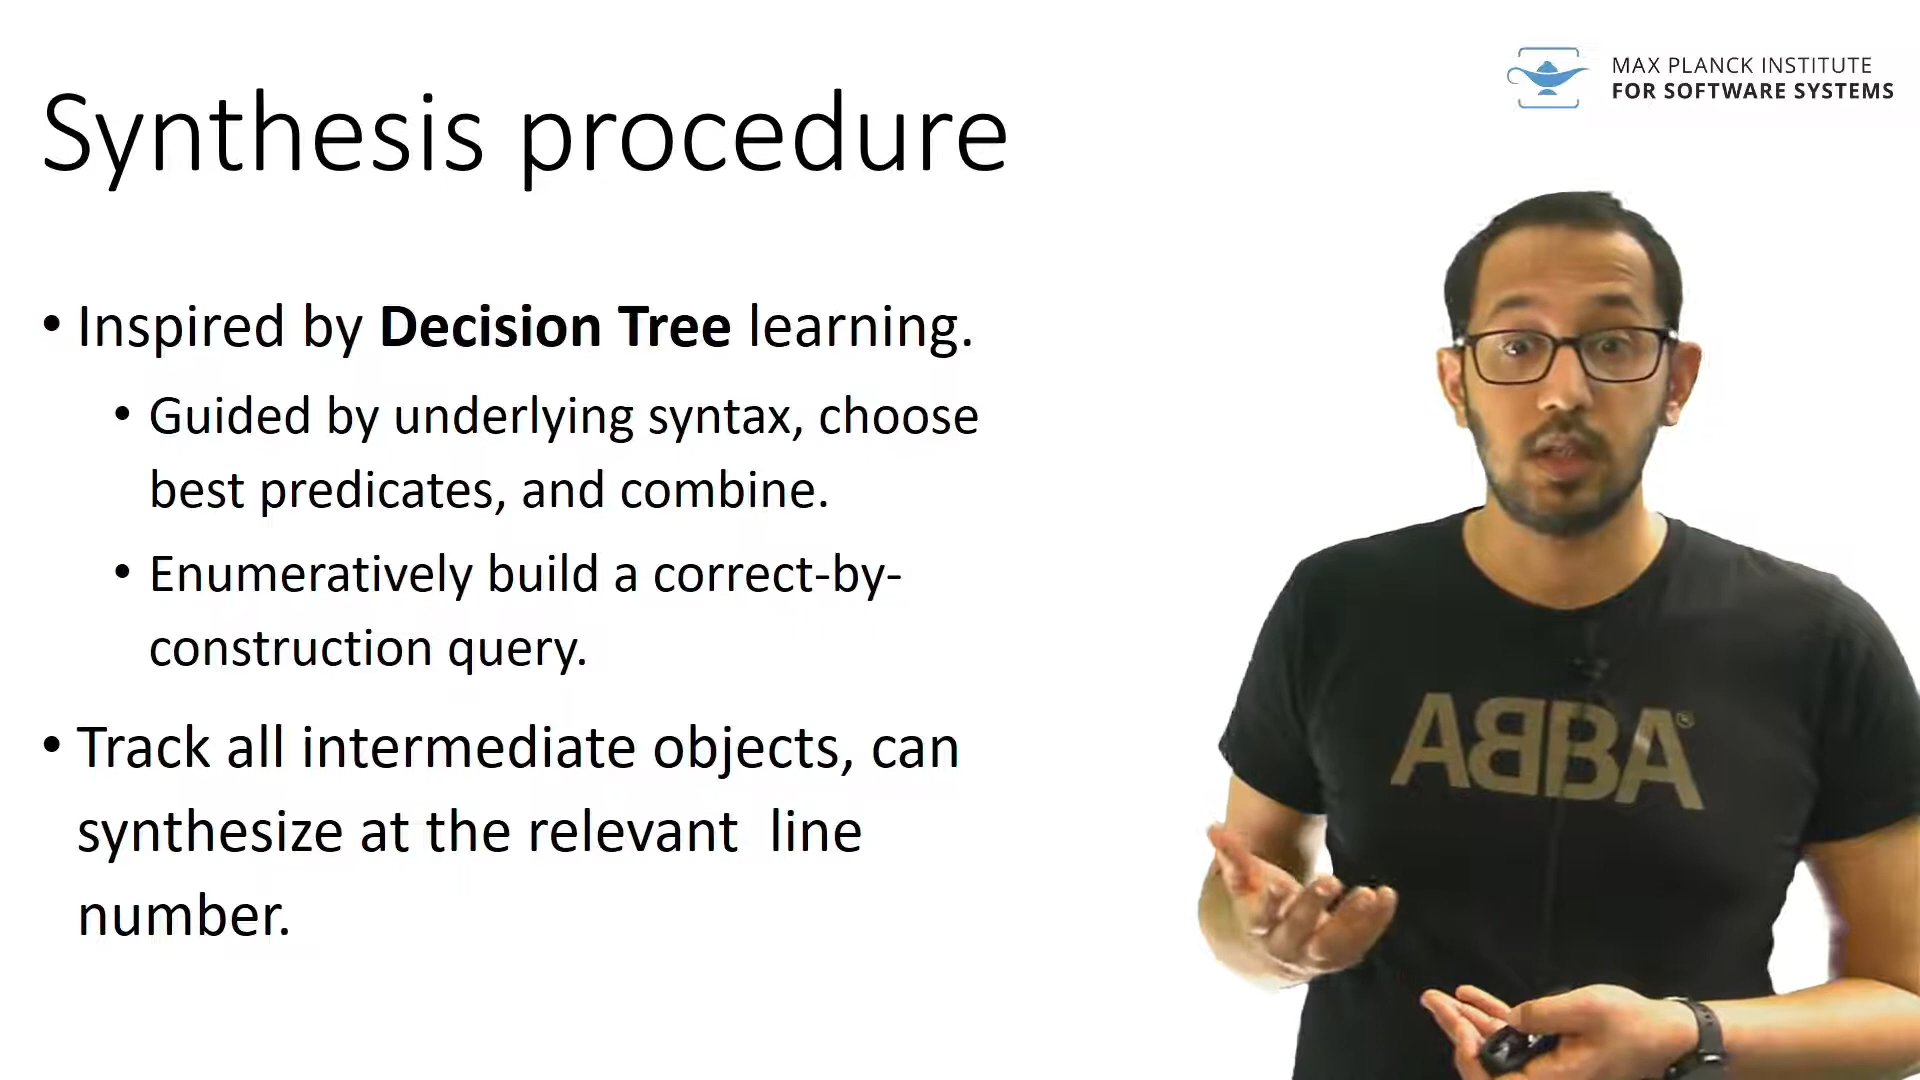 MAX PLANCK INSTITUTE
FOR SOFTWARE SYSTEMS
Synthesis procedure
• Inspired by Decision Tree learning.
• Guided by underlying syntax, choose
best predicates, and combine.
• Enumeratively build a correct-by-
construction query.
• Track all intermediate objects, can
synthesize at the relevant line
number.
ABBA®